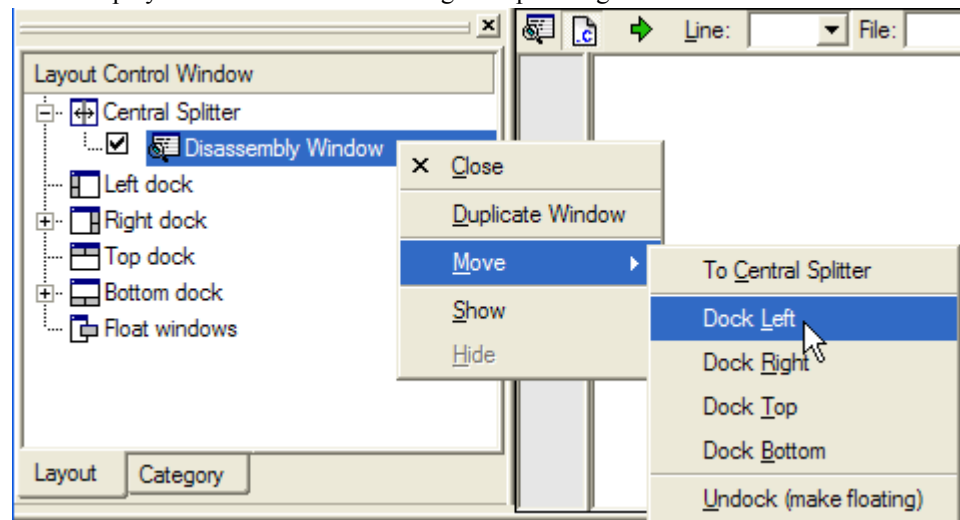 Line: File:
Layout Control Window
Central Splitter
Disassembly Window
Left dock
Right dock
Top dock
Bottom dock
Float windows
Close
Duplicate Window
Move
Show
Hide
To Central Splitter
Dock Left
Dock Right
Dock Top
Dock Bottom
Undock (make floating)
Layout Category